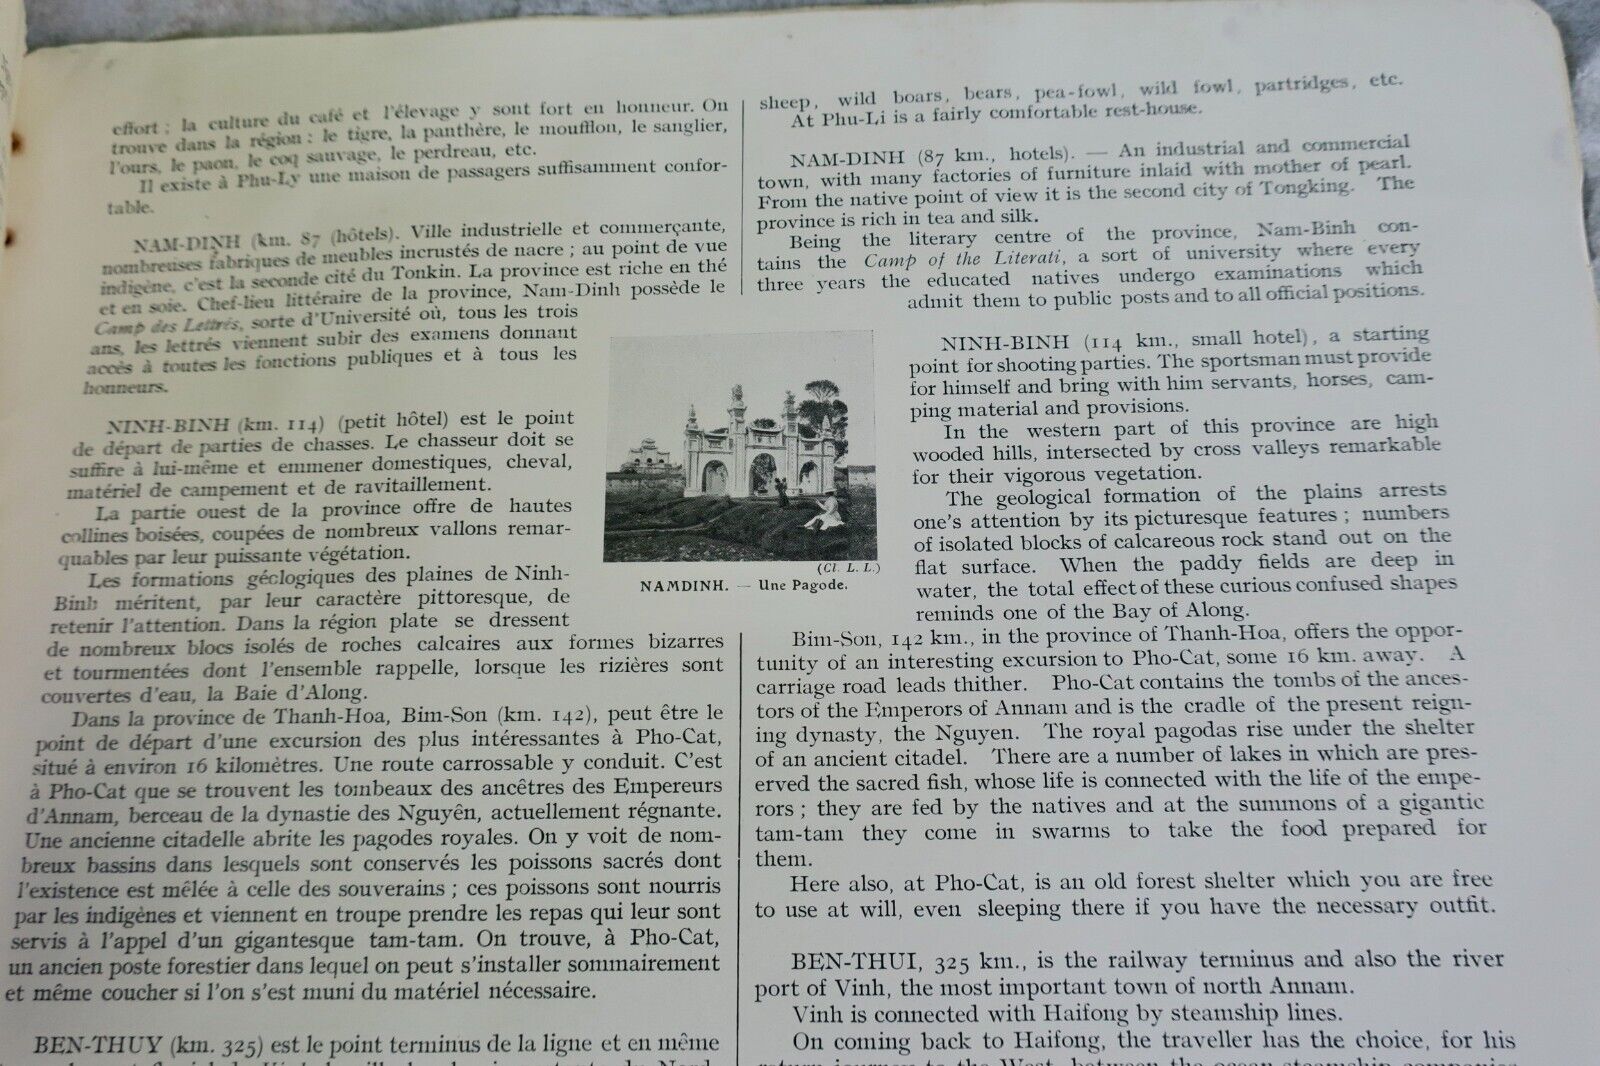 effort ; la culture du café et l'élevage y sont fort en honneur. On
trouve dans la région : le tigre, la panthère, le moufflon, le sanglier,
l'ours, le paon, le coq sauvage, le perdreau, etc.
Il existe à Phu-Ly une maison de passagers suffisamment confor-
table.
NAM-DINH (km. 87 (hôtels). Ville industrielle et commerçante,
nombreuses fabriques de meubles incrustés de nacre ; au point de vue
indigène, c'est la seconde cité du Tonkin. La province est riche en thé
et en soie. Chef-lieu littéraire de la province, Nam-Dinh possède le
Camp des Lettrés, sorte d'Université où, tous les trois
ans, les lettrés viennent subir des examens donnant
accès à toutes les fonctions publiques et à tous les
honneurs.
NINH-BINH (km. 114) (petit hôtel) est le point
de départ de parties de chasses. Le chasseur doit se
suffire à lui-même et emmener domestiques, cheval,
matériel de campement et de ravitaillement.
La partie ouest de la province offre de hautes
collines boisées, coupées de nombreux vallons remar-
quables par leur puissante végétation.
Les formations géologiques des plaines de Ninh-
Binh méritent, par leur caractère pittoresque, de
retenir l'attention. Dans la région plate se dressent
de nombreux blocs isolés de roches calcaires aux formes bizarres
et tourmentées dont l'ensemble rappelle, lorsque les rizières sont
couvertes d'eau, la Baie d'Along.
Dans la province de Thanh-Hoa, Bim-Son (km. 142), peut être le
point de départ d'une excursion des plus intéressantes à Pho-Cat,
situé à environ 16 kilomètres. Une route carrossable y conduit. C'est
à Pho-Cat que se trouvent les tombeaux des ancêtres des Empereurs
d'Annam, berceau de la dynastie des Nguyên, actuellement régnante.
Une ancienne citadelle abrite les pagodes royales. On y voit de nom-
breux bassins dans lesquels sont conservés les poissons sacrés dont
l'existence est mêlée à celle des souverains ; ces poissons sont nourris
par les indigènes et viennent en troupe prendre les repas qui leur sont
servis à l'appel d'un gigantesque tam-tam. On trouve, à Pho-Cat,
un ancien poste forestier dans lequel on peut s'installer sommairement
et même coucher si l'on s'est muni du matériel nécessaire.
BEN-THUY (km. 325) est le point terminus de la ligne et en même
(Cl. L. L.)
NAMDINH. — Une Pagode.
sheep, wild boars, bears, pea-fowl, wild fowl, partridges, etc.
At Phu-Li is a fairly comfortable rest-house.
NAM-DINH (87 km., hotels). — An industrial and commercial
town, with many factories of furniture inlaid with mother of pearl.
From the native point of view it is the second city of Tongking. The
province is rich in tea and silk.
Being the literary centre of the province, Nam-Binh con-
tains the Camp of the Literati, a sort of university where every
three years the educated natives undergo examinations which
admit them to public posts and to all official positions.
NINH-BINH (114 km., small hotel), a starting
point for shooting parties. The sportsman must provide
for himself and bring with him servants, horses, cam-
ping material and provisions.
In the western part of this province are high
wooded hills, intersected by cross valleys remarkable
for their vigorous vegetation.
The geological formation of the plains arrests
one's attention by its picturesque features ; numbers
of isolated blocks of calcareous rock stand out on the
flat surface. When the paddy fields are deep in
water, the total effect of these curious confused shapes
reminds one of the Bay of Along.
Bim-Son, 142 km., in the province of Thanh-Hoa, offers the oppor-
tunity of an interesting excursion to Pho-Cat, some 16 km. away. A
carriage road leads thither. Pho-Cat contains the tombs of the ances-
tors of the Emperors of Annam and is the cradle of the present reign-
ing dynasty, the Nguyen. The royal pagodas rise under the shelter
of an ancient citadel. There are a number of lakes in which are pres-
erved the sacred fish, whose life is connected with the life of the empe-
rors ; they are fed by the natives and at the summons of a gigantic
tam-tam they come in swarms to take the food prepared for
them.
Here also, at Pho-Cat, is an old forest shelter which you are free
to use at will, even sleeping there if you have the necessary outfit.
BEN-THUI, 325 km., is the railway terminus and also the river
port of Vinh, the most important town of north Annam.
Vinh is connected with Haifong by steamship lines.
On coming back to Haifong, the traveller has the choice, for his
return journey to the West, between the ocean steamship companies